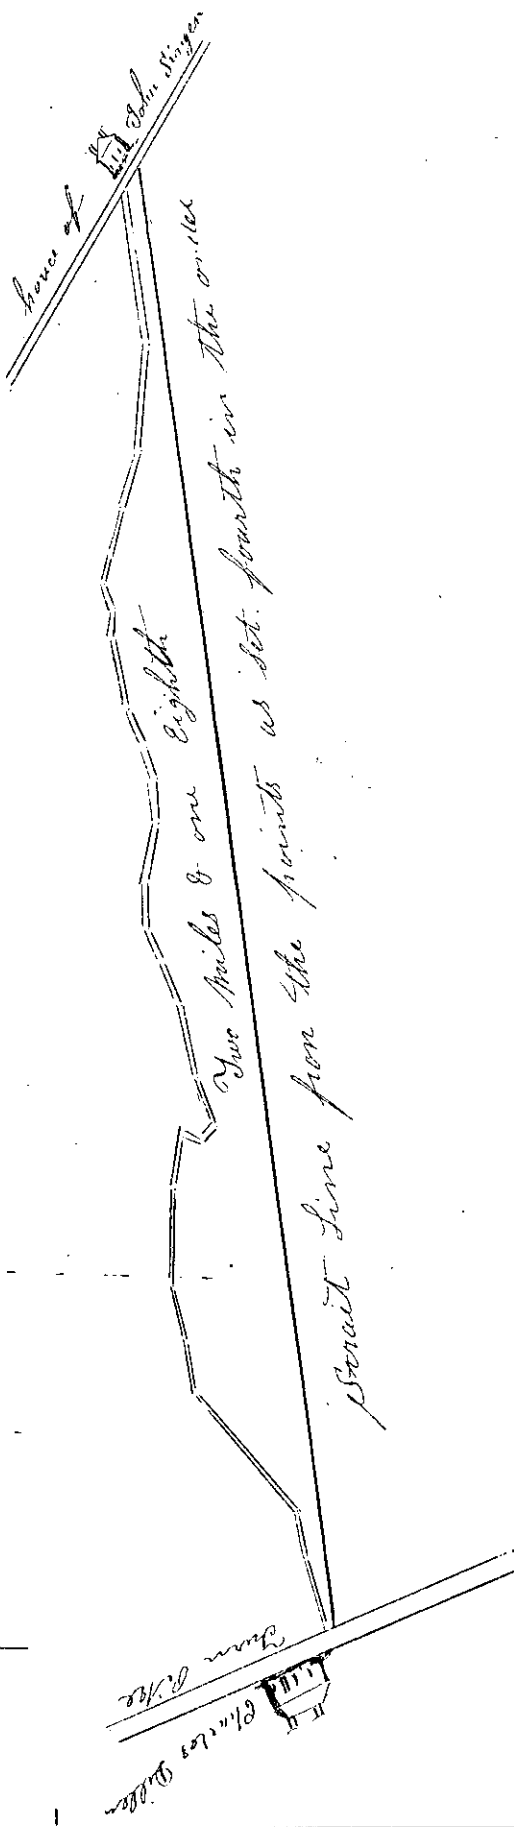 house of John Singer
Two Miles & one Eighth
Strait Line from the points as set fourth in the order
Turn Pike
Charles Diller